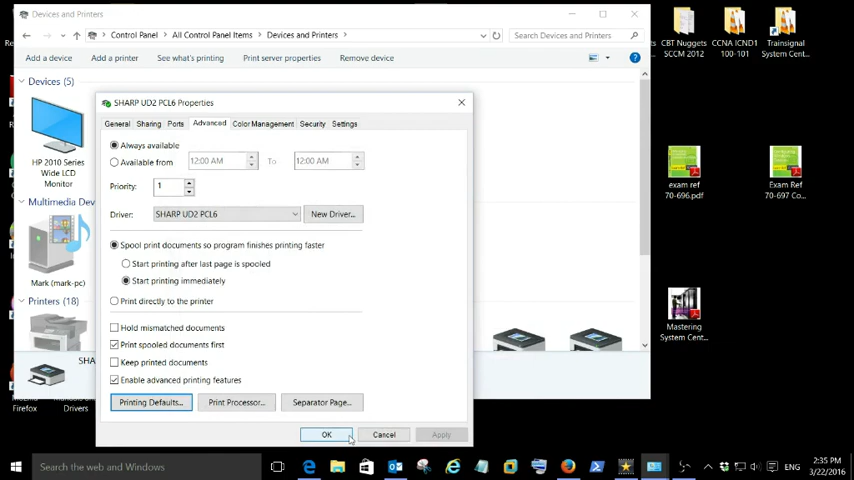 Devices and Printers
Control Panel
All Control Panel Items
Devices and Printers
Search Devices and Printers
Add a device
Add a printer
See what's printing
Print server properties
Remove device
Devices (5)
HP 2010 Series
Wide LCD
Monitor
Multimedia Dev
Mark (mark-pc)
Printers (18)
SHA
SHARP UD2 PCL6 Properties
General
Sharing
Ports
Advanced
Color Management
Security
Settings
Always available
Available from
12:00 AM
To
12:00 AM
Priority:
1
Driver:
SHARP UD2 PCL6
New Driver...
Spool print documents so program finishes printing faster
Start printing after last page is spooled
Start printing immediately
Print directly to the printer
Hold mismatched documents
Print spooled documents first
Keep printed documents
Enable advanced printing features
Printing Defaults...
Print Processor...
Separator Page...
OK
Cancel
Apply
CBT Nuggets
SCCM 2012
CCNA ICND1
100-101
Trainsignal
System Cent...
exam ref
70-696.pdf
Exam Ref
70-697 Co...
Mastering
System Cent...
Firefox
and User
Drivers
Search the web and Windows
ENG
2:35 PM
3/22/2016